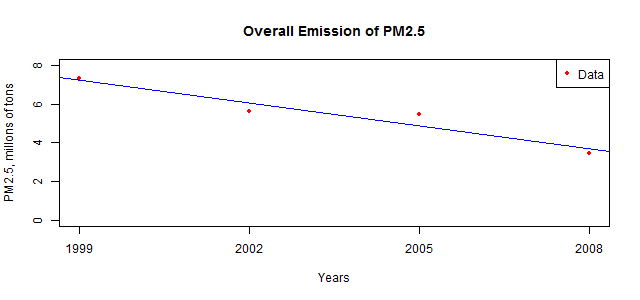 Overall Emission of PM2.5
PM2.5, millons of tons
8
6
4
2
0
Data
1999
2002
2005
2008
Years